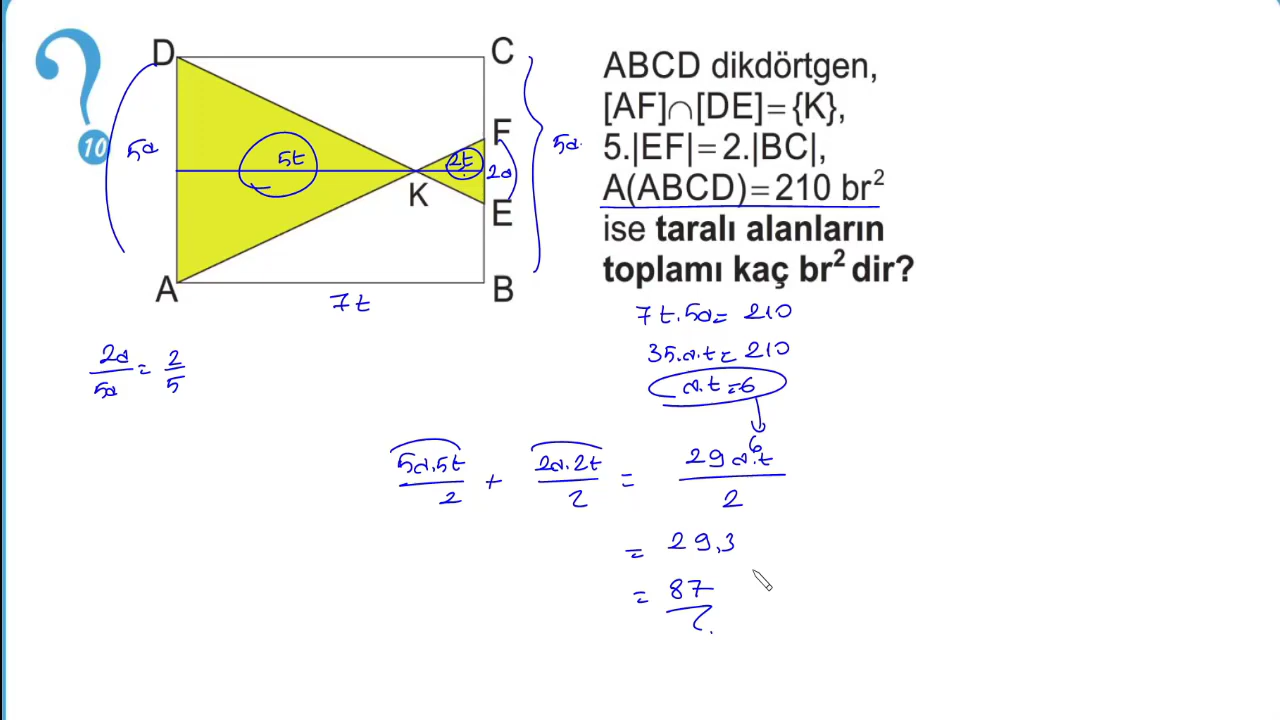 10
D
C
F
E
K
A
B
5a
5t
2t
2a
5a
7t
ABCD dikdörtgen,
[AF]∩[DE]={K},
5.|EF|=2.|BC|,
A(ABCD)=210 br²
ise taralı alanların
toplamı kaç br² dir?
7t.5a= 210
35.a.t= 210
a.t=6
2a/5a = 2/5
5a.5t/2 + 2a.2t/2 = 29a.t/2
6
= 29.3
= 87